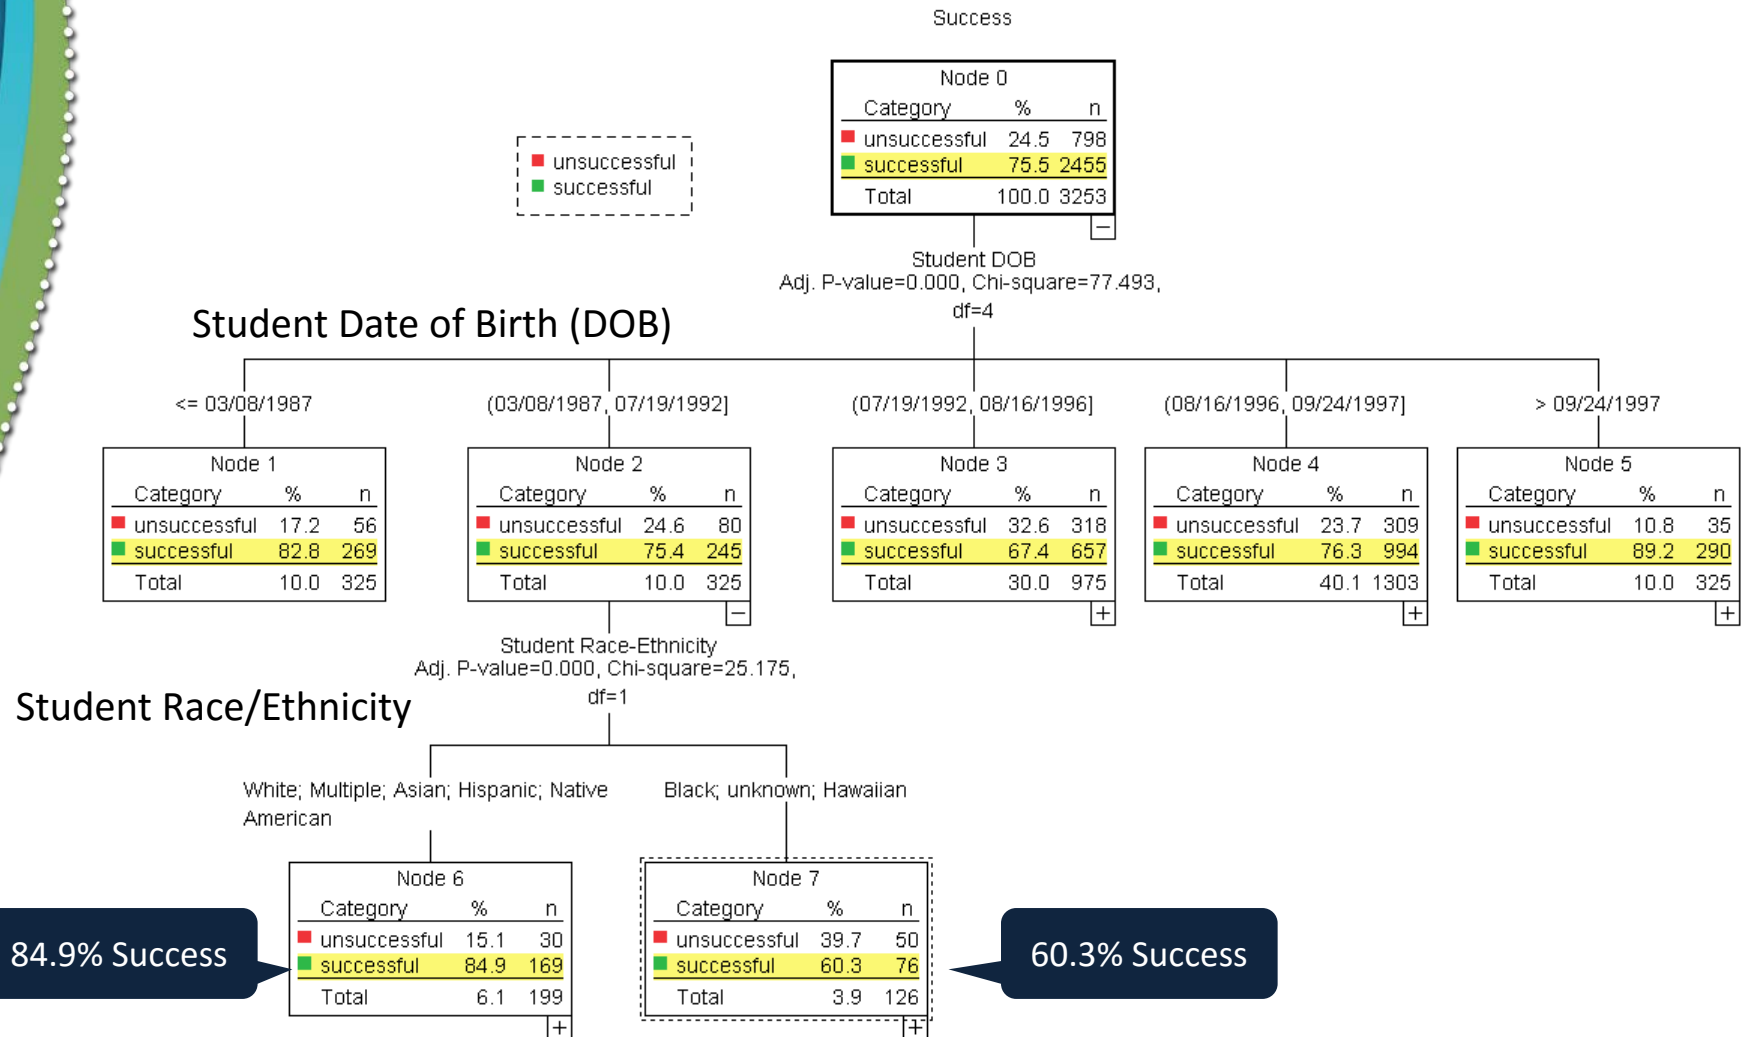 Success
Node 0
Category % n
unsuccessful 24.5 798
successful 75.5 2455
Total 100.0 3253
unsuccessful
successful
Student DOB
Adj. P-value=0.000, Chi-square=77.493,
df=4
Student Date of Birth (DOB)
<= 03/08/1987
(03/08/1987, 07/19/1992]
(07/19/1992, 08/16/1996]
(08/16/1996, 09/24/1997]
> 09/24/1997
Node 1
Category % n
unsuccessful 17.2 56
successful 82.8 269
Total 10.0 325
Node 2
Category % n
unsuccessful 24.6 80
successful 75.4 245
Total 10.0 325
Node 3
Category % n
unsuccessful 32.6 318
successful 67.4 657
Total 30.0 975
Node 4
Category % n
unsuccessful 23.7 309
successful 76.3 994
Total 40.1 1303
Node 5
Category % n
unsuccessful 10.8 35
successful 89.2 290
Total 10.0 325
Student Race-Ethnicity
Adj. P-value=0.000, Chi-square=25.175,
df=1
Student Race/Ethnicity
White; Multiple; Asian; Hispanic; Native
American
Black; unknown; Hawaiian
Node 6
Category % n
unsuccessful 15.1 30
successful 84.9 169
Total 6.1 199
Node 7
Category % n
unsuccessful 39.7 50
successful 60.3 76
Total 3.9 126
84.9% Success
60.3% Success